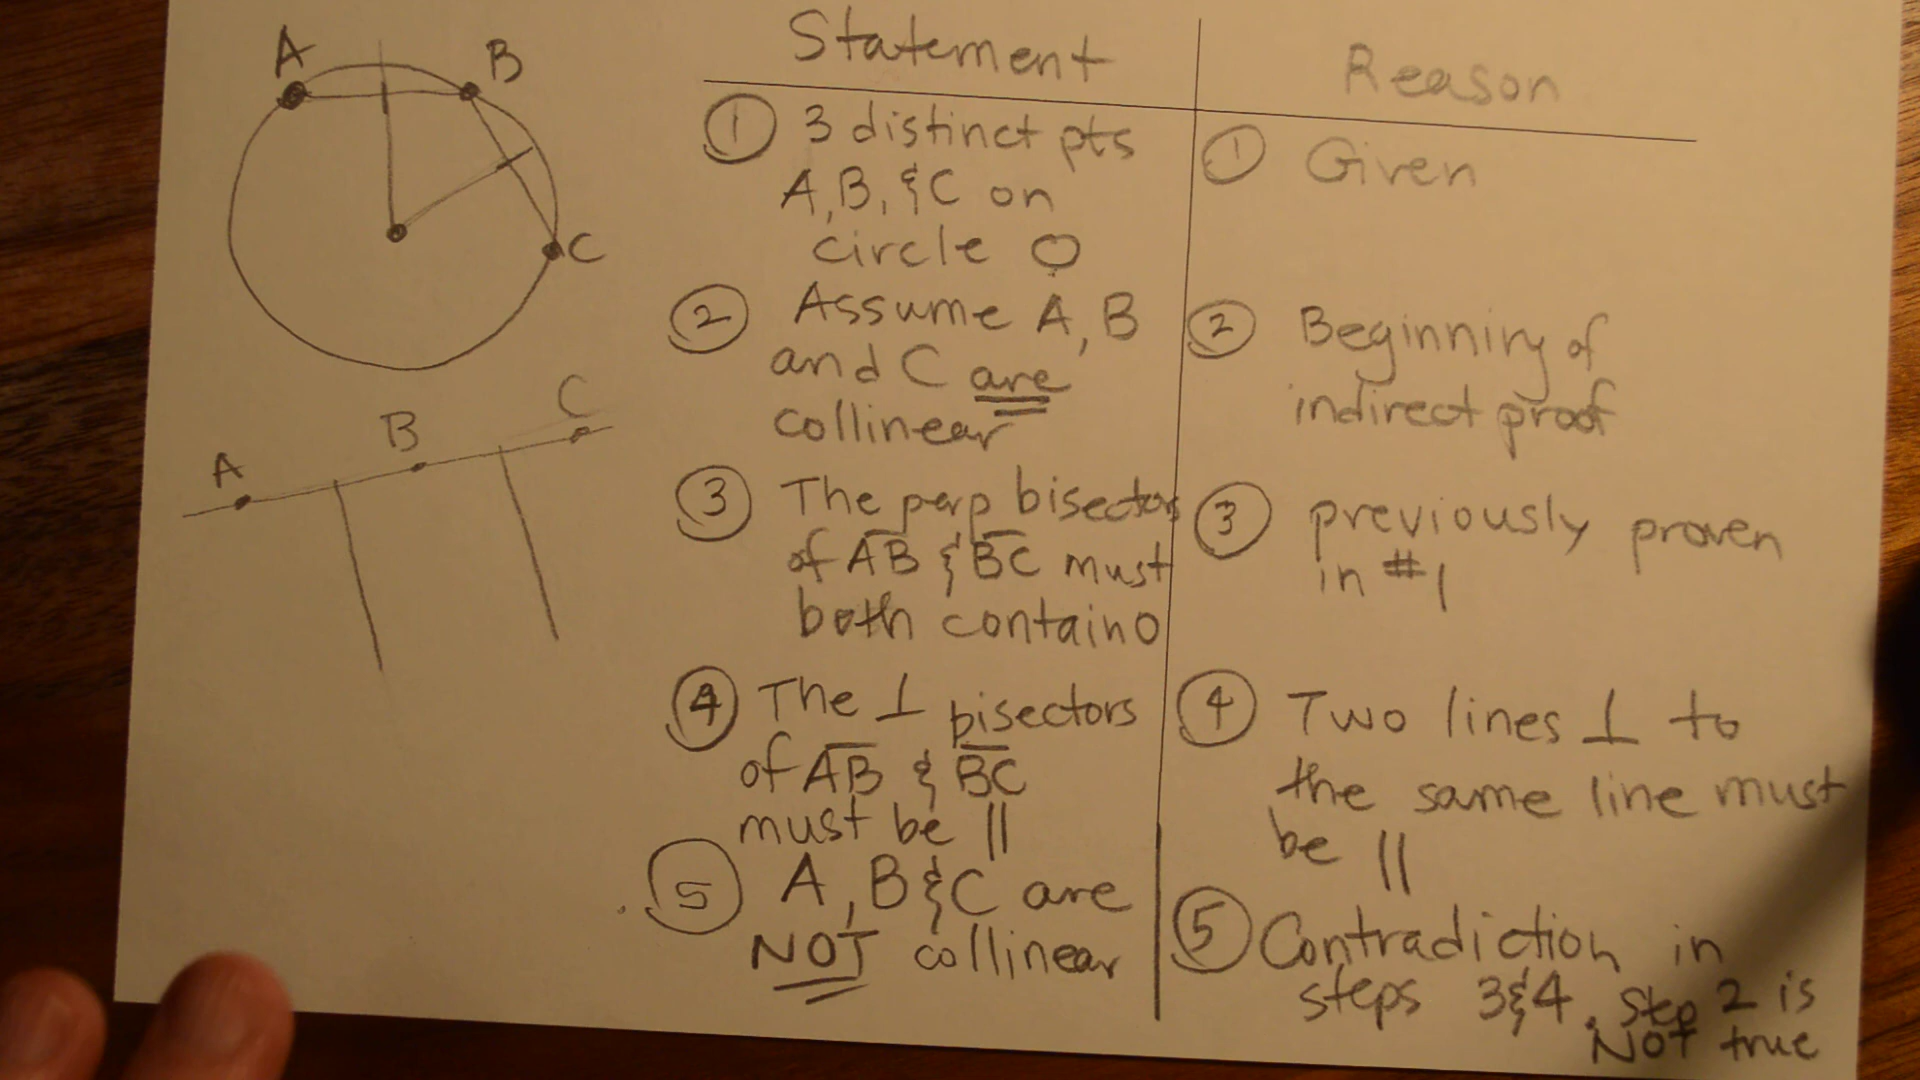 A
B
C
A
B
C
Statement
Reason
① 3 distinct pts
A, B, & C on
circle O
① Given
② Assume A, B
and C are
collinear
② Beginning of
indirect proof
③ The perp bisectors
of AB & BC must
both contain O
③ previously proven
in #1
④ The ⊥ bisectors
of AB & BC
must be ||
④ Two lines ⊥ to
the same line must
be ||
⑤ A, B & C are
NOT collinear
⑤ Contradiction in
steps 3 & 4. Step 2 is
NOT true